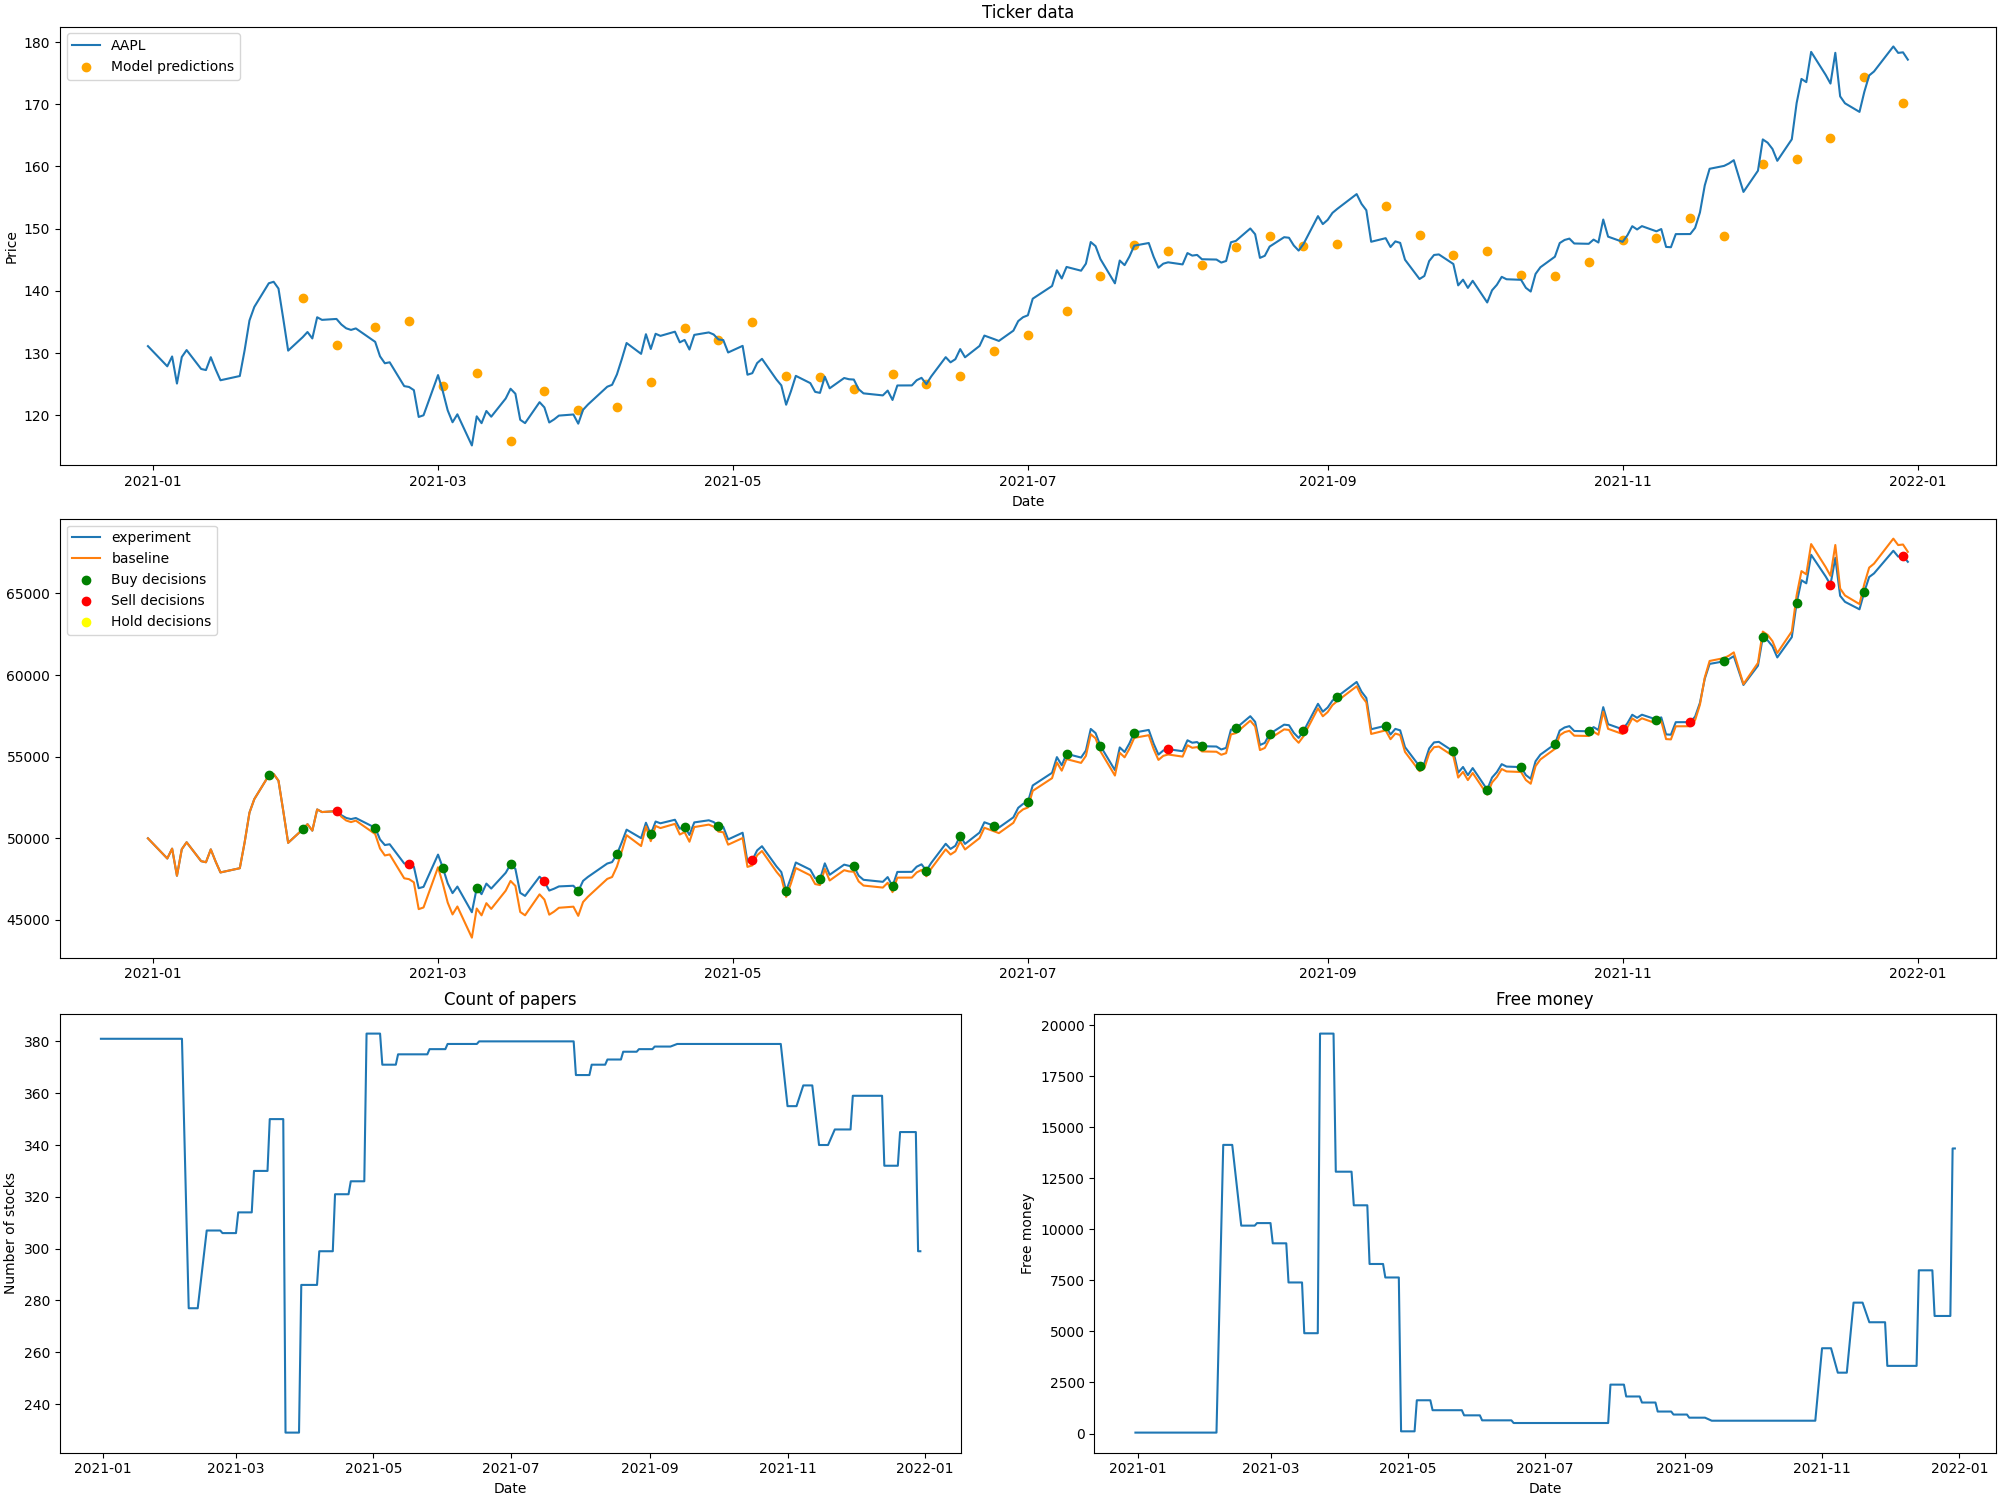 Ticker data
AAPL
Model predictions
180
170
160
150
140
130
120
Price
2021-01 2021-03 2021-05 2021-07 2021-09 2021-11 2022-01
Date
experiment
baseline
Buy decisions
Sell decisions
Hold decisions
65000
60000
55000
50000
45000
2021-01 2021-03 2021-05 2021-07 2021-09 2021-11 2022-01
Count of papers
380
360
340
320
300
280
260
240
Number of stocks
2021-01 2021-03 2021-05 2021-07 2021-09 2021-11 2022-01
Date
Free money
20000
17500
15000
12500
10000
7500
5000
2500
0
Free money
2021-01 2021-03 2021-05 2021-07 2021-09 2021-11 2022-01
Date